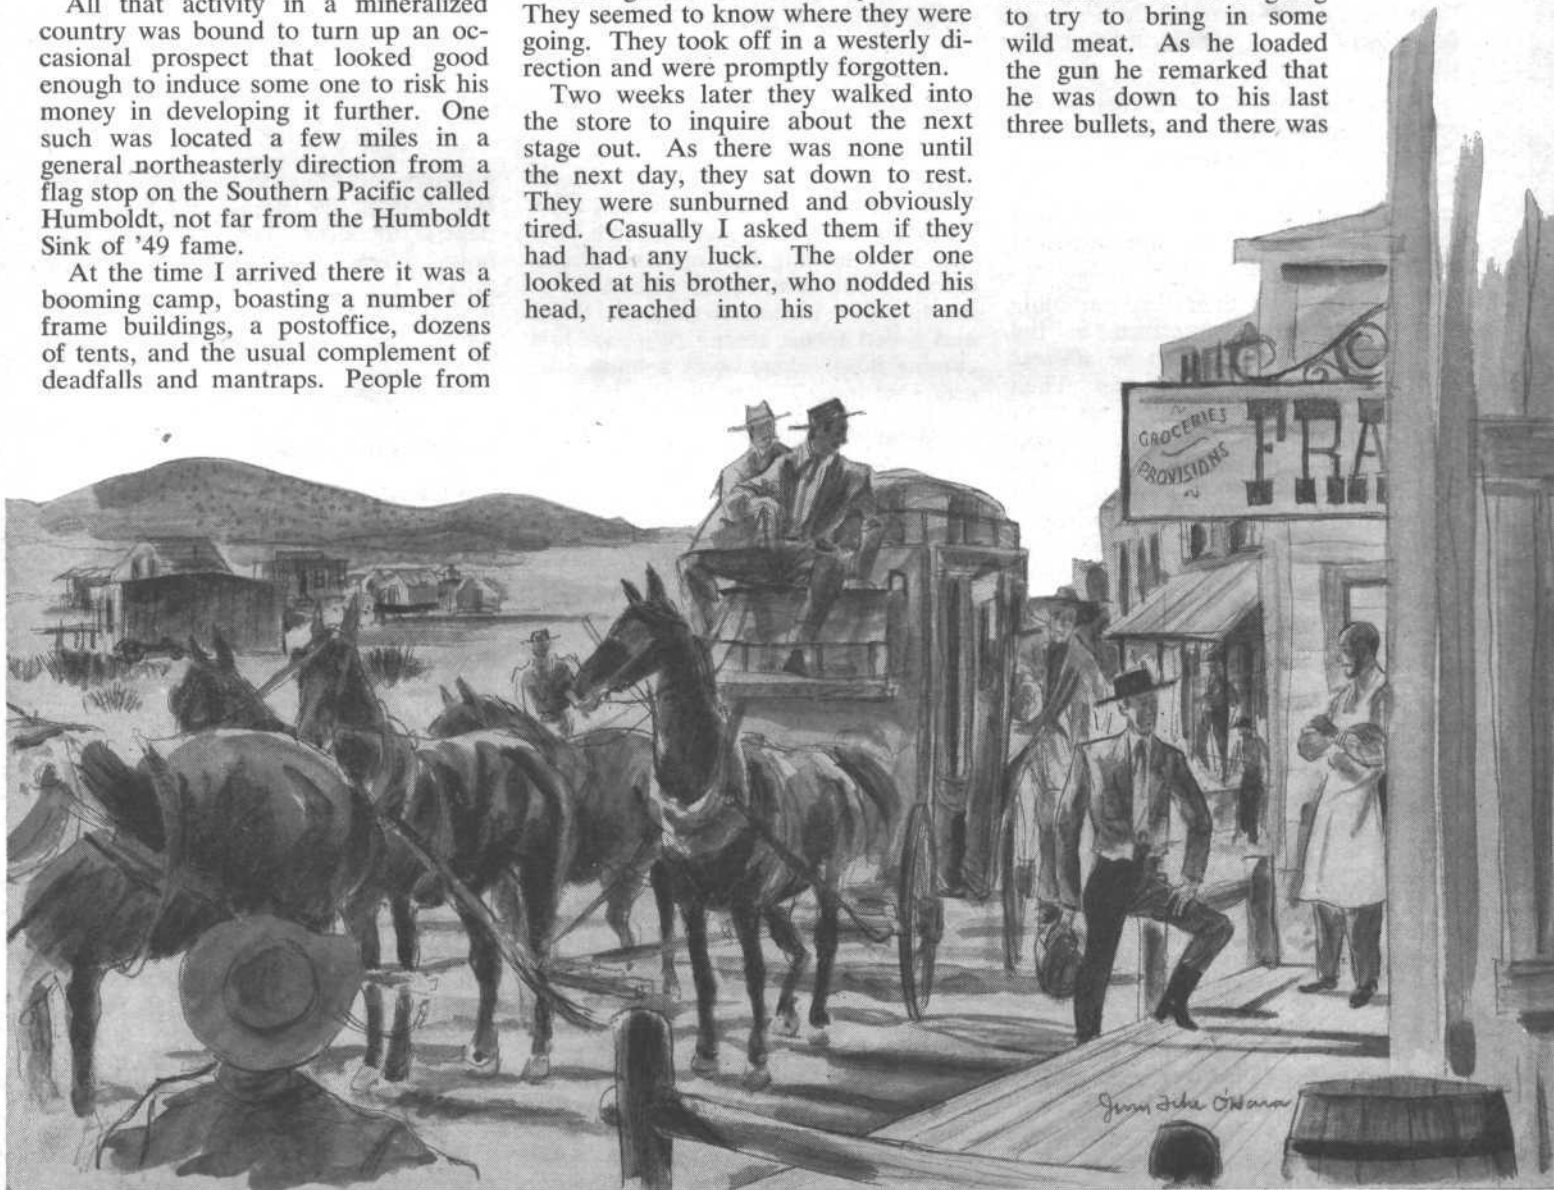 All that activity in a mineralized
country was bound to turn up an oc-
casional prospect that looked good
enough to induce some one to risk his
money in developing it further. One
such was located a few miles in a
general northeasterly direction from a
flag stop on the Southern Pacific called
Humboldt, not far from the Humboldt
Sink of '49 fame.
At the time I arrived there it was a
booming camp, boasting a number of
frame buildings, a postoffice, dozens
of tents, and the usual complement of
deadfalls and mantraps. People from
They seemed to know where they were
going. They took off in a westerly di-
rection and were promptly forgotten.
Two weeks later they walked into
the store to inquire about the next
stage out. As there was none until
the next day, they sat down to rest.
They were sunburned and obviously
tired. Casually I asked them if they
had had any luck. The older one
looked at his brother, who nodded his
head, reached into his pocket and
to try to bring in some
wild meat. As he loaded
the gun he remarked that
he was down to his last
three bullets, and there was
GROCERIES
PROVISIONS
FRA
O'Hara